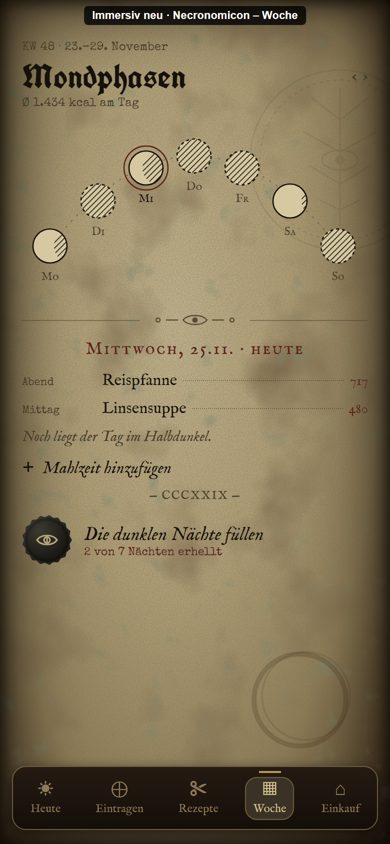 Immersiv neu · Necronomicon – Woche
KW 48 · 23.–29. November
Mondphasen
Ø 1.434 kcal am Tag
‹ ›
Mo
Di
Mi
Do
Fr
Sa
So
Mittwoch, 25.11. · heute
Abend Reispfanne 717
Mittag Linsensuppe 480
Noch liegt der Tag im Halbdunkel.
+ Mahlzeit hinzufügen
– CCCXXIX –
Die dunklen Nächte füllen
2 von 7 Nächten erhellt
Heute Eintragen Rezepte Woche Einkauf